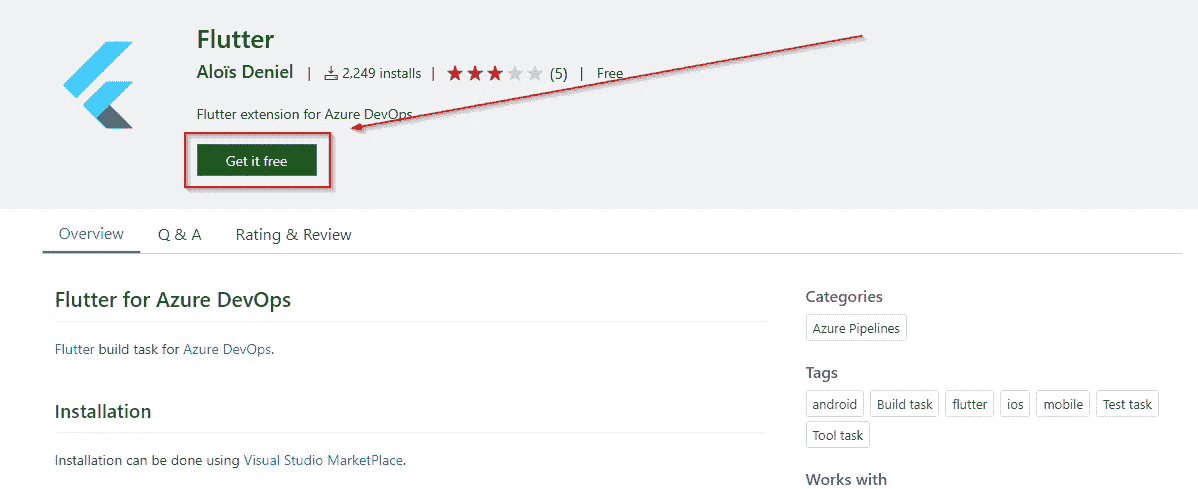 Flutter
Aloïs Deniel | 2,249 installs | (5) | Free
Flutter extension for Azure DevOps
Get it free
Overview Q & A Rating & Review
Flutter for Azure DevOps
Flutter build task for Azure DevOps.
Installation
Installation can be done using Visual Studio MarketPlace.
Categories
Azure Pipelines
Tags
android Build task flutter ios mobile Test task
Tool task
Works with